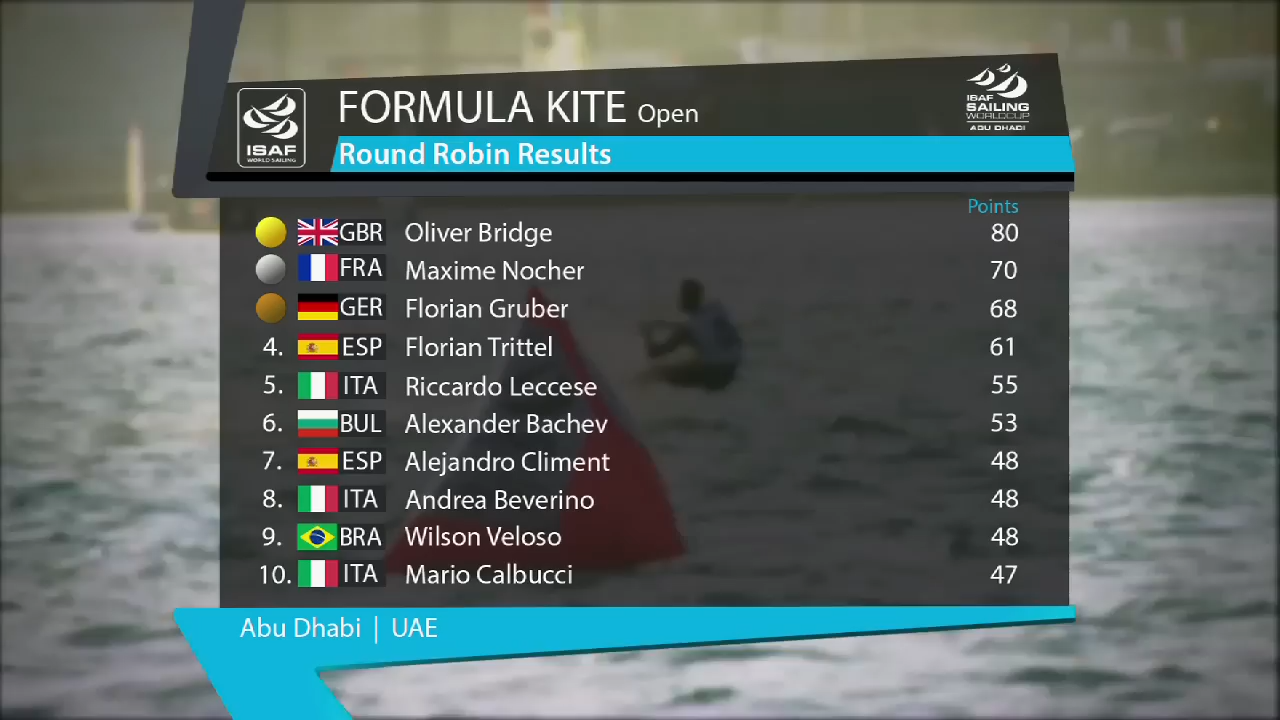 FORMULA KITE Open
ISAF
WORLD SAILING
ISAF
SAILING
WORLDCUP
ABU DHABI
Round Robin Results
Points
GBR Oliver Bridge 80
FRA Maxime Nocher 70
GER Florian Gruber 68
4. ESP Florian Trittel 61
5. ITA Riccardo Leccese 55
6. BUL Alexander Bachev 53
7. ESP Alejandro Climent 48
8. ITA Andrea Beverino 48
9. BRA Wilson Veloso 48
10. ITA Mario Calbucci 47
Abu Dhabi | UAE